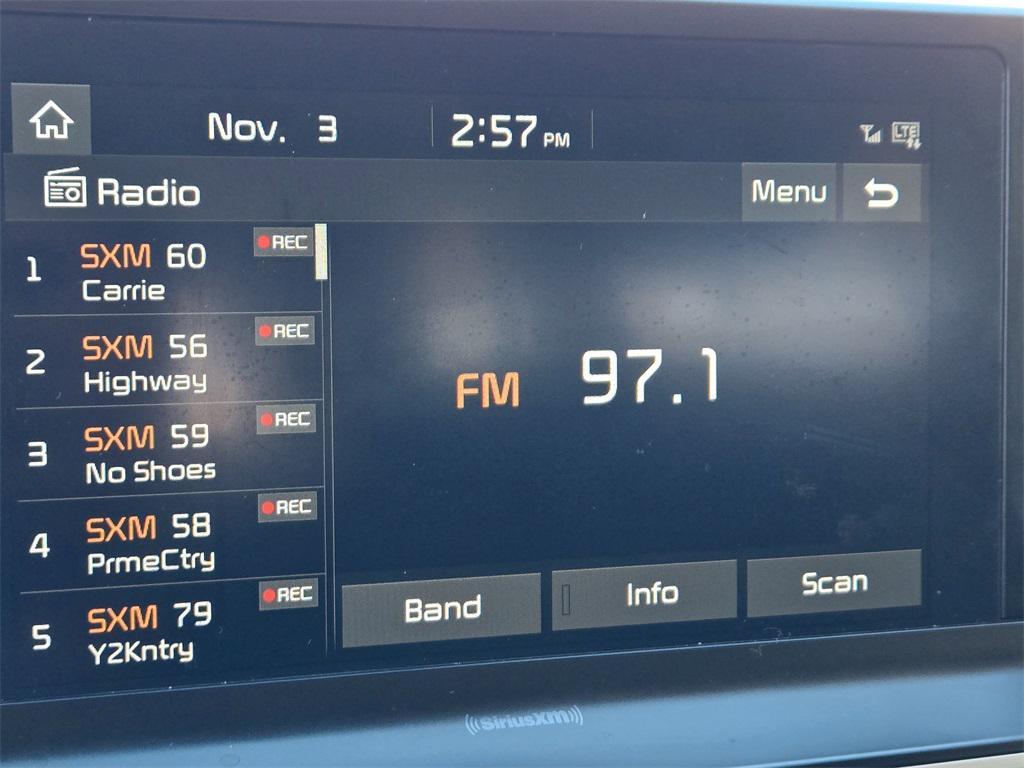 Nov. 3 2:57 PM LTE
Radio Menu
1 SXM 60 REC
Carrie
2 SXM 56 REC
Highway
3 SXM 59 REC
No Shoes
4 SXM 58 REC
PrmeCtry
5 SXM 79 REC
Y2Kntry
FM 97.1
Band Info Scan
SiriusXM